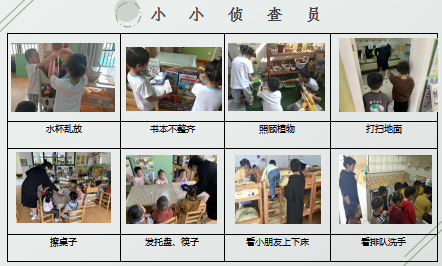 小小侦查员
水杯乱放 书本不整齐 照顾植物 打扫地面
擦桌子 发托盘、筷子 看小朋友上下床 看排队洗手